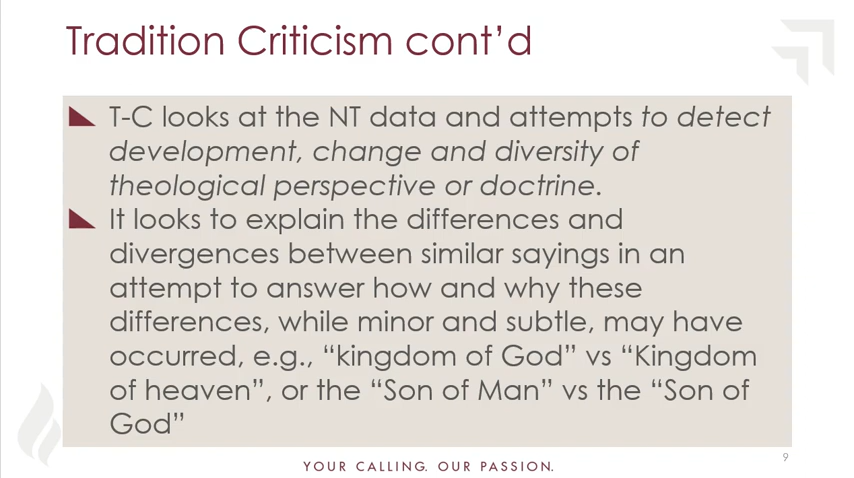 Tradition Criticism cont’d
T-C looks at the NT data and attempts to detect
development, change and diversity of
theological perspective or doctrine.
It looks to explain the differences and
divergences between similar sayings in an
attempt to answer how and why these
differences, while minor and subtle, may have
occurred, e.g., “kingdom of God” vs “Kingdom
of heaven”, or the “Son of Man” vs the “Son of
God”
YOUR CALLING. OUR PASSION.
9